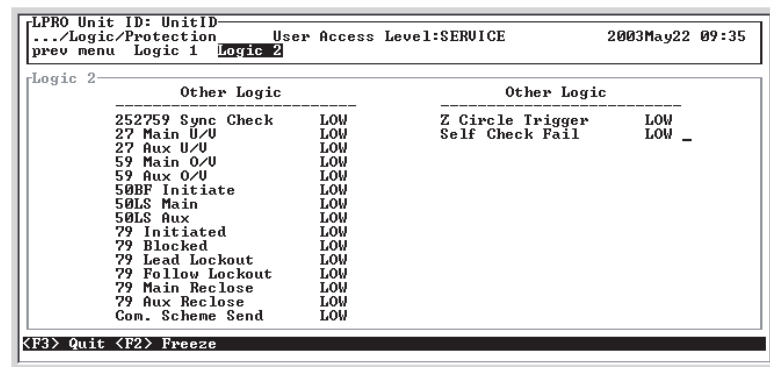 LPRO Unit ID: UnitID
.../Logic/Protection User Access Level:SERVICE 2003May22 09:35
prev menu Logic 1 Logic 2
Logic 2
Other Logic
252759 Sync Check LOW
27 Main U/V LOW
27 Aux U/V LOW
59 Main O/V LOW
59 Aux O/V LOW
50BF Initiate LOW
50LS Main LOW
50LS Aux LOW
79 Initiated LOW
79 Blocked LOW
79 Lead Lockout LOW
79 Follow Lockout LOW
79 Main Reclose LOW
79 Aux Reclose LOW
Com. Scheme Send LOW
Other Logic
Z Circle Trigger LOW
Self Check Fail LOW _
<F3> Quit <F2> Freeze